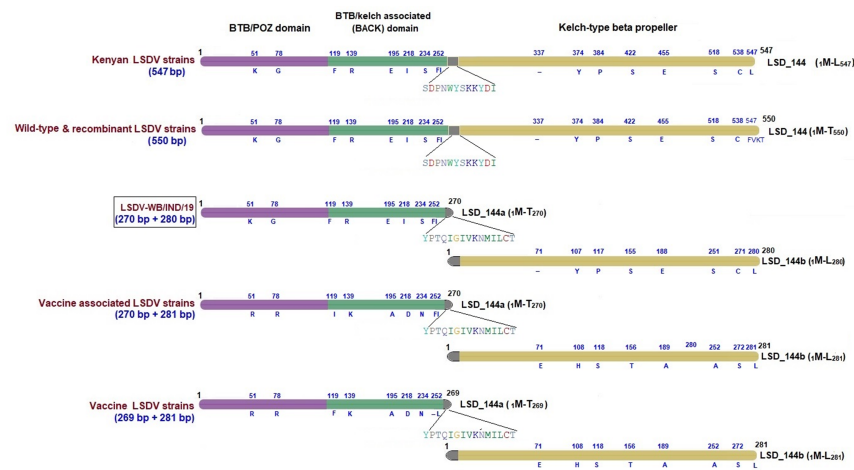 BTB/POZ domain
BTB/kelch associated
(BACK) domain
Kelch-type beta propeller
Kenyan LSDV strains
(547 bp)
1 51 78 119 139 195 218 234 252 337 374 384 422 455 518 538 547 547
K G F R E I S FI – Y P S E S C L
LSD_144 (1M-L547)
SDPNWYSKKYDI
Wild-type & recombinant LSDV strains
(550 bp)
1 51 78 119 139 195 218 234 252 337 374 384 422 455 518 538 547 550
K G F R E I S FI – Y P S E S C FVKT
LSD_144 (1M-T550)
SDPNWYSKKYDI
LSDV-WB/IND/19
(270 bp + 280 bp)
1 51 78 119 139 195 218 234 252 270
K G F R E I S FI
LSD_144a (1M-T270)
YPTQIGIVKNMILCT
1 71 107 117 155 188 251 271 280 280
– Y P S E S C L
LSD_144b (1M-L280)
Vaccine associated LSDV strains
(270 bp + 281 bp)
1 51 78 119 139 195 218 234 252 270
R R I K A D N FI
LSD_144a (1M-T270)
YPTQIGIVKNMILCT
1 71 108 118 156 189 280 252 272 281 281
E H S T A A S L
LSD_144b (1M-L281)
Vaccine LSDV strains
(269 bp + 281 bp)
1 51 78 119 139 195 218 234 252 269
R R F K A D N –L
LSD_144a (1M-T269)
YPTQIGIVKNMILCT
1 71 108 118 156 189 252 272 281
E H S T A A S L
LSD_144b (1M-L281)